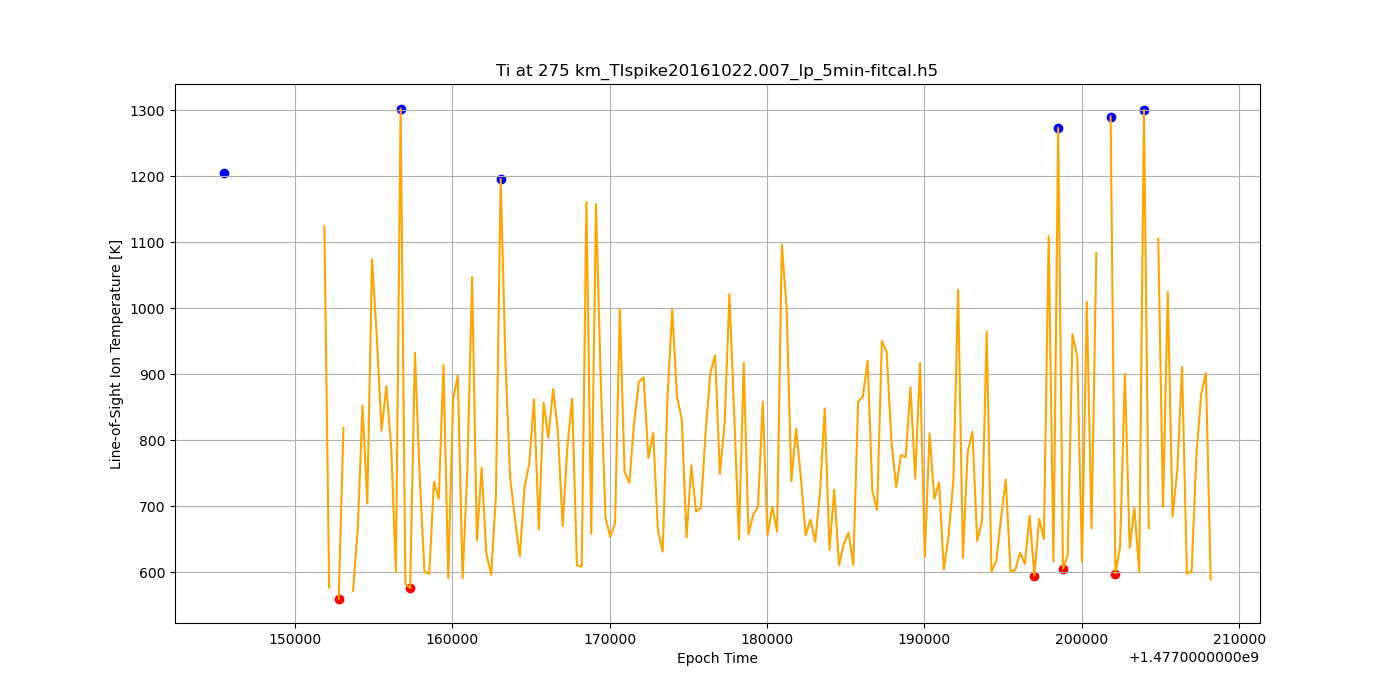 Ti at 275 km_TIspike20161022.007_lp_5min-fitcal.h5
Line-of-Sight Ion Temperature [K]
1300
1200
1100
1000
900
800
700
600
150000 160000 170000 180000 190000 200000 210000
Epoch Time
+1.4770000000e9